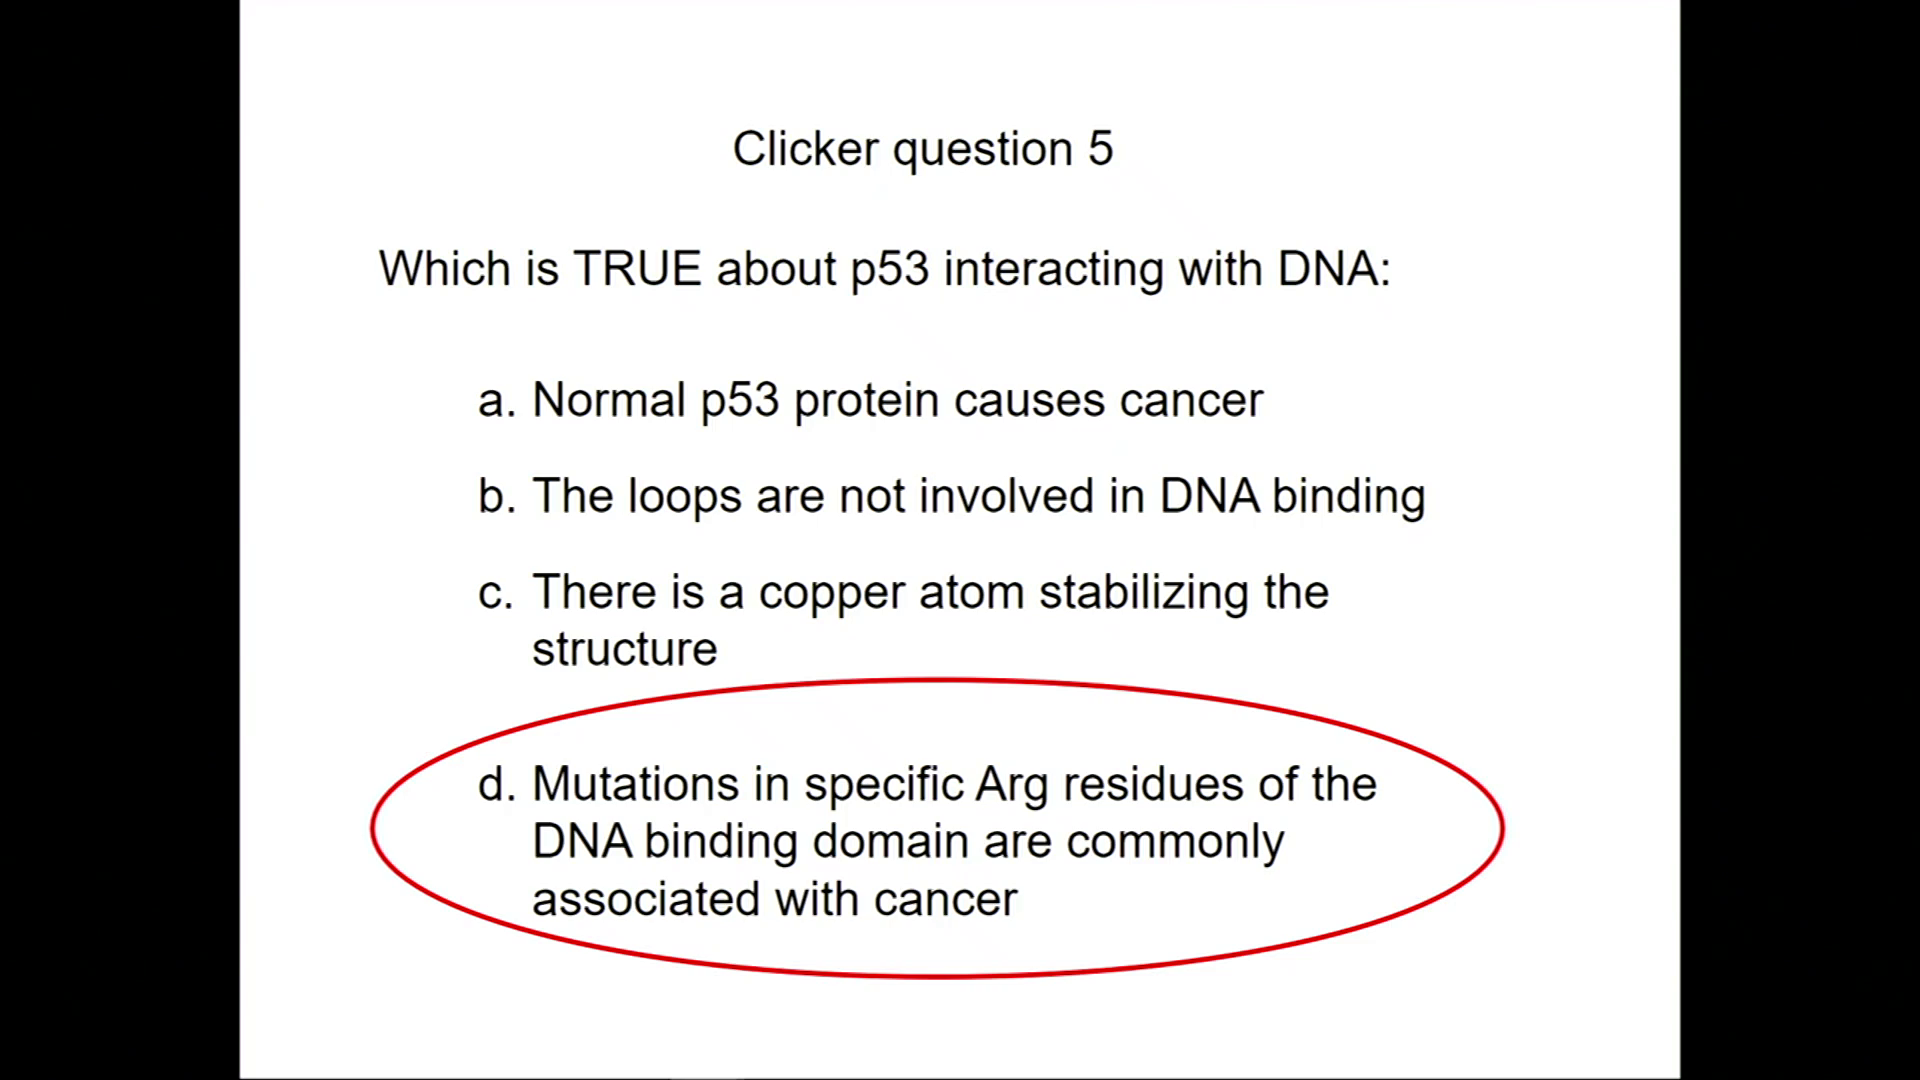 Clicker question 5
Which is TRUE about p53 interacting with DNA:
a. Normal p53 protein causes cancer
b. The loops are not involved in DNA binding
c. There is a copper atom stabilizing the
structure
d. Mutations in specific Arg residues of the
DNA binding domain are commonly
associated with cancer